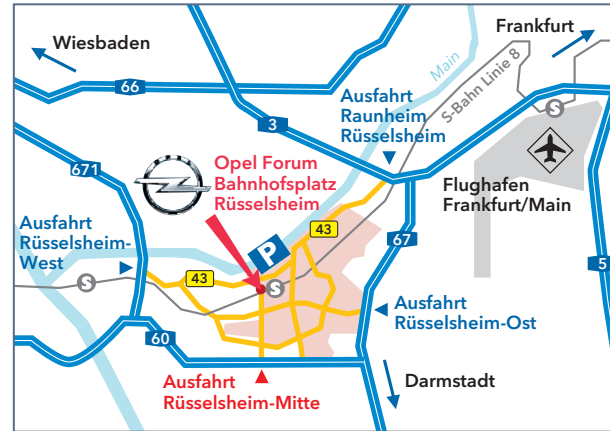 Wiesbaden
Frankfurt
66
Main
S-Bahn Linie 8
Ausfahrt
Raunheim
Rüsselsheim
S
3
671
Opel Forum
Bahnhofsplatz
Rüsselsheim
Flughafen
Frankfurt/Main
Ausfahrt
Rüsselsheim-
West
P
43
67
5
S
43
S
Ausfahrt
Rüsselsheim-Ost
60
Ausfahrt
Rüsselsheim-Mitte
Darmstadt